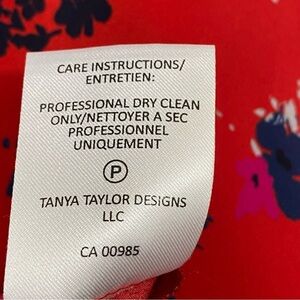 CARE INSTRUCTIONS/
ENTRETIEN:
PROFESSIONAL DRY CLEAN
ONLY/NETTOYER A SEC
PROFESSIONNEL
UNIQUEMENT
P
TANYA TAYLOR DESIGNS
LLC
CA 00985